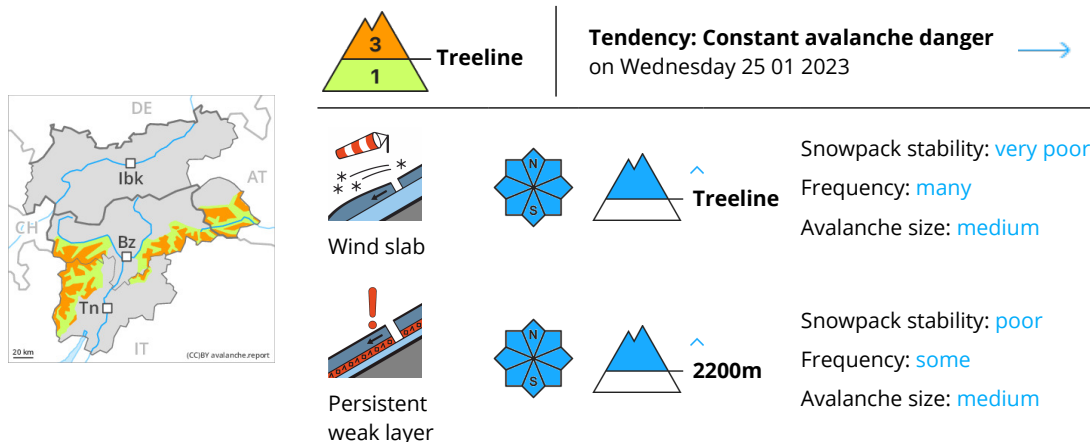 3
1
Treeline
Tendency: Constant avalanche danger
on Wednesday 25 01 2023
DE
Ibk
AT
CH
Bz
Tn
IT
20 km
(CC)BY avalanche.report
Wind slab
N
S
Treeline
Snowpack stability: very poor
Frequency: many
Avalanche size: medium
Persistent
weak layer
N
S
2200m
Snowpack stability: poor
Frequency: some
Avalanche size: medium